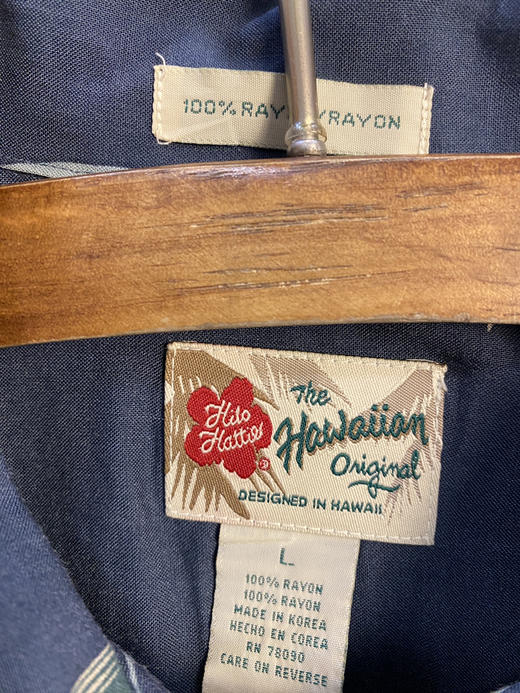 100% RAY /RAYON
Hilo
Hattie's
®
The
Hawaiian
Original
DESIGNED IN HAWAII
L
100% RAYON
100% RAYON
MADE IN KOREA
HECHO EN COREA
RN 78090
CARE ON REVERSE